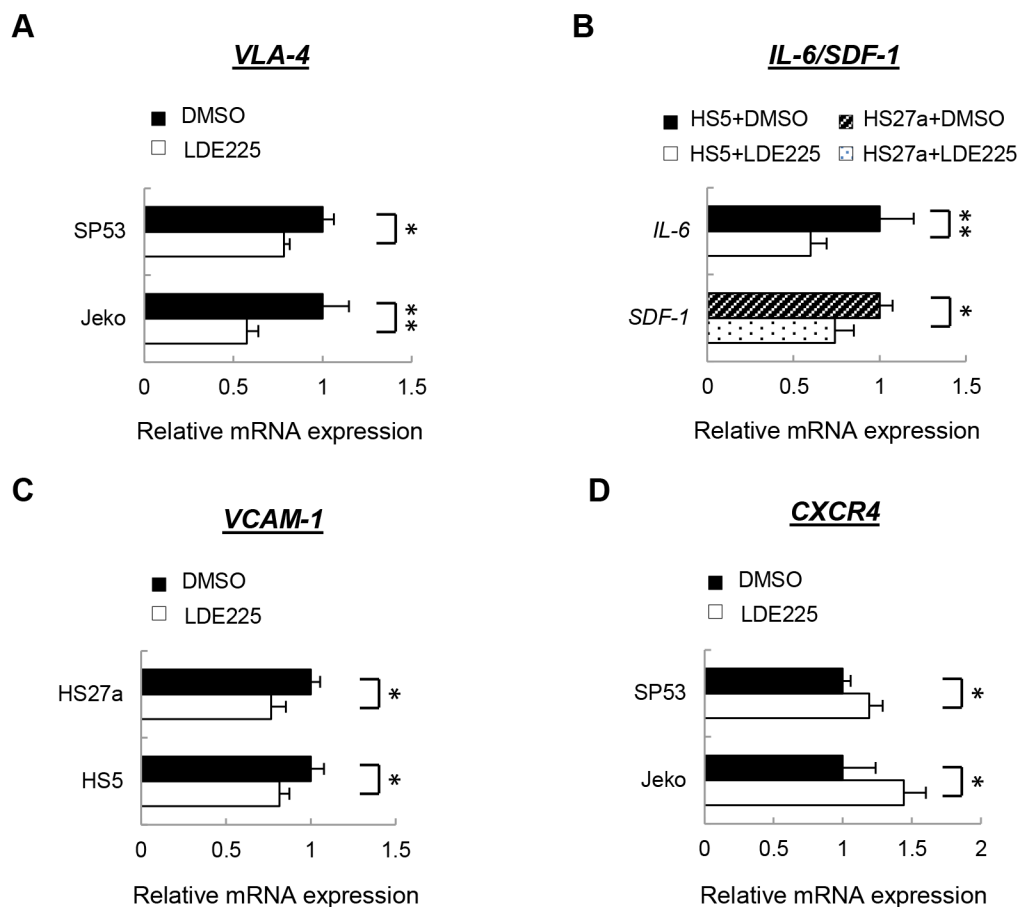 A
VLA-4
DMSO
LDE225
SP53
*
Jeko
**
0 0.5 1 1.5
Relative mRNA expression
B
IL-6/SDF-1
HS5+DMSO HS27a+DMSO
HS5+LDE225 HS27a+LDE225
IL-6
**
SDF-1
*
0 0.5 1 1.5
Relative mRNA expression
C
VCAM-1
DMSO
LDE225
HS27a
*
HS5
*
0 0.5 1 1.5
Relative mRNA expression
D
CXCR4
DMSO
LDE225
SP53
*
Jeko
*
0 0.5 1 1.5 2
Relative mRNA expression